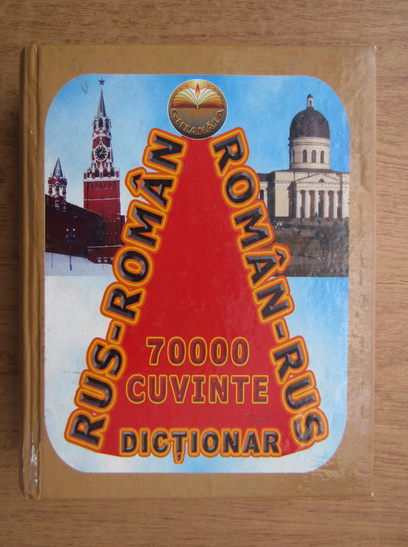 RUS-ROMÂN
ROMÂN-RUS
70000
CUVINTE
DICȚIONAR